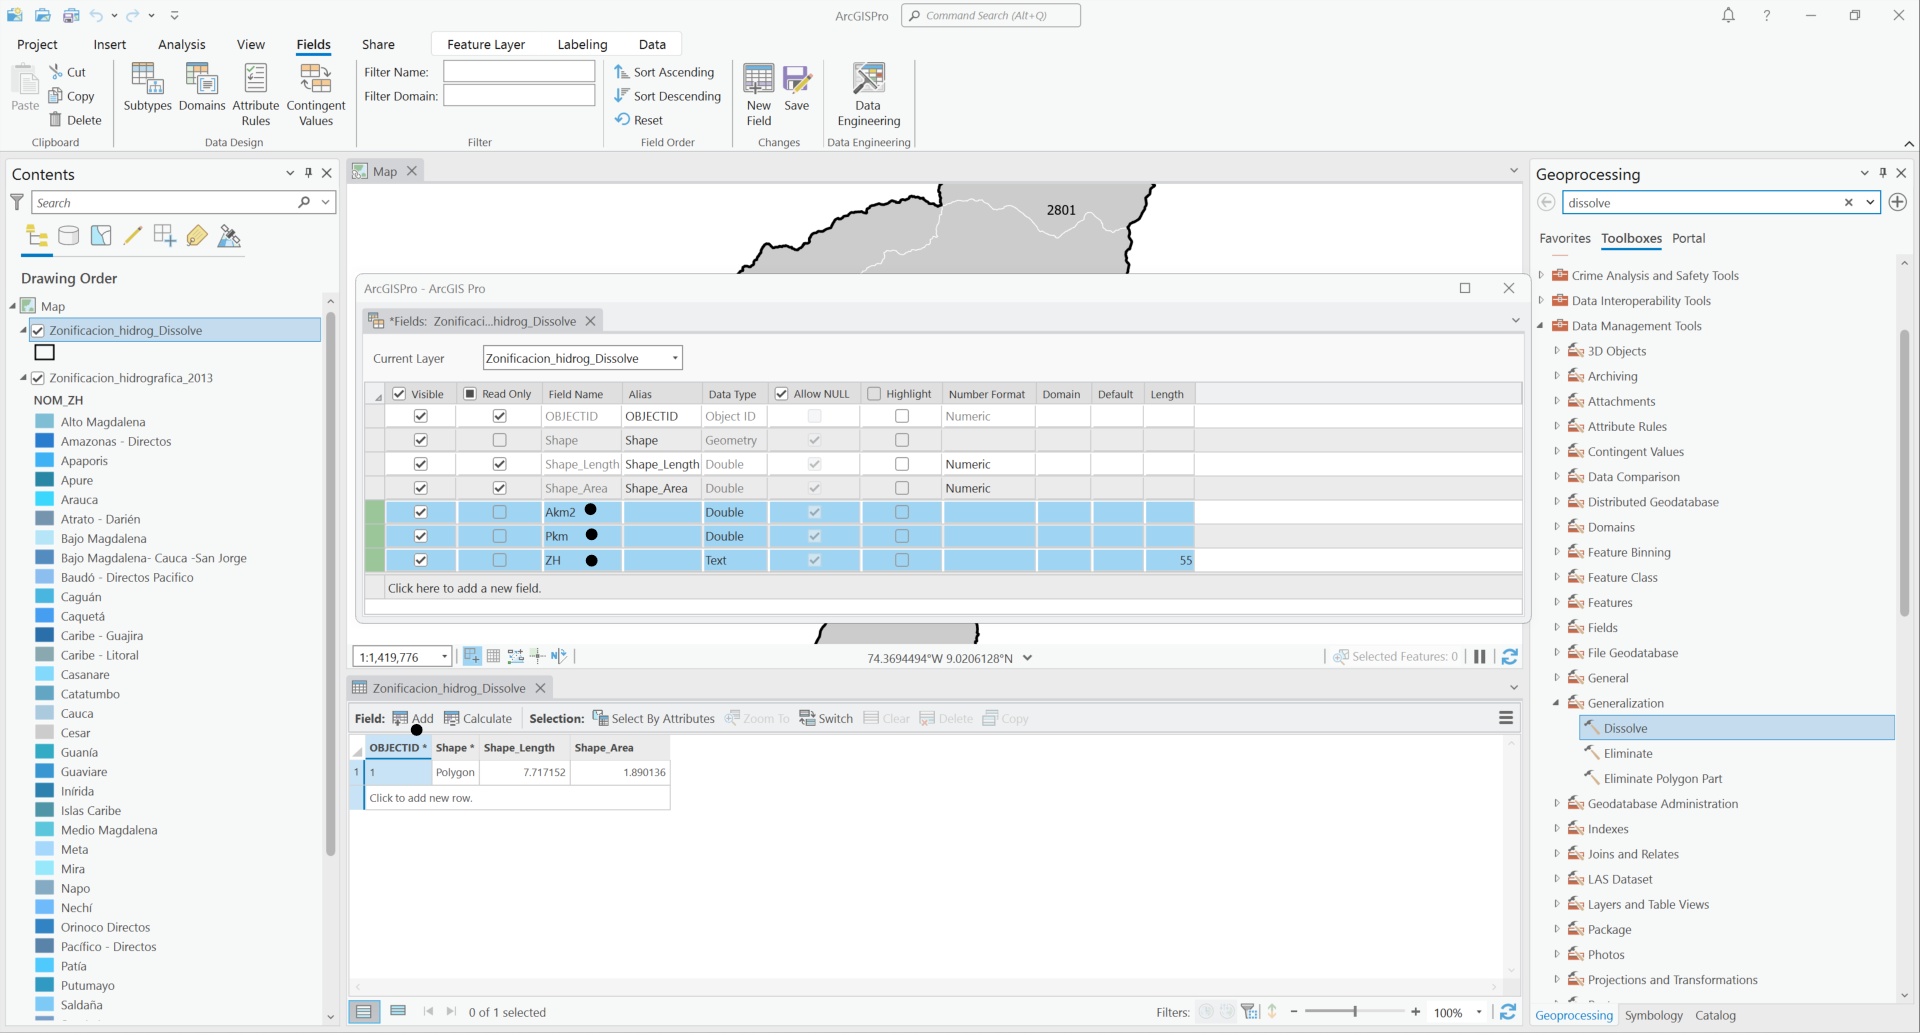 ArcGISPro
Command Search (Alt+Q)
Project
Insert
Analysis
View
Fields
Share
Feature Layer
Labeling
Data
Paste
Cut
Copy
Delete
Clipboard
Subtypes
Domains
Attribute Rules
Contingent Values
Data Design
Filter Name:
Filter Domain:
Filter
Sort Ascending
Sort Descending
Reset
Field Order
New Field
Save
Changes
Data Engineering
Data Engineering
Contents
Search
Drawing Order
Map
Zonificacion_hidrog_Dissolve
Zonificacion_hidrografica_2013
NOM_ZH
Alto Magdalena
Amazonas - Directos
Apaporis
Apure
Arauca
Atrato - Darién
Bajo Magdalena
Bajo Magdalena- Cauca -San Jorge
Baudó - Directos Pacifico
Caguán
Caquetá
Caribe - Guajira
Caribe - Litoral
Casanare
Catatumbo
Cauca
Cesar
Guanía
Guaviare
Inírida
Islas Caribe
Medio Magdalena
Meta
Mira
Napo
Nechí
Orinoco Directos
Pacífico - Directos
Patía
Putumayo
Saldaña
Map
2801
ArcGISPro - ArcGIS Pro
*Fields: Zonificaci...hidrog_Dissolve
Current Layer
Zonificacion_hidrog_Dissolve
Visible Read Only Field Name Alias Data Type Allow NULL Highlight Number Format Domain Default Length
OBJECTID OBJECTID Object ID Numeric
Shape Shape Geometry
Shape_Length Shape_Length Double Numeric
Shape_Area Shape_Area Double Numeric
Akm2 Double
Pkm Double
ZH Text 55
Click here to add a new field.
1:1,419,776
74.3694494°W 9.0206128°N
Selected Features: 0
Zonificacion_hidrog_Dissolve
Field: Add Calculate Selection: Select By Attributes Zoom To Switch Clear Delete Copy
OBJECTID * Shape * Shape_Length Shape_Area
1 1 Polygon 7.717152 1.890136
Click to add new row.
0 of 1 selected
Filters:
100%
Geoprocessing
dissolve
Favorites
Toolboxes
Portal
Crime Analysis and Safety Tools
Data Interoperability Tools
Data Management Tools
3D Objects
Archiving
Attachments
Attribute Rules
Contingent Values
Data Comparison
Distributed Geodatabase
Domains
Feature Binning
Feature Class
Features
Fields
File Geodatabase
General
Generalization
Dissolve
Eliminate
Eliminate Polygon Part
Geodatabase Administration
Indexes
Joins and Relates
LAS Dataset
Layers and Table Views
Package
Photos
Projections and Transformations
Geoprocessing
Symbology
Catalog